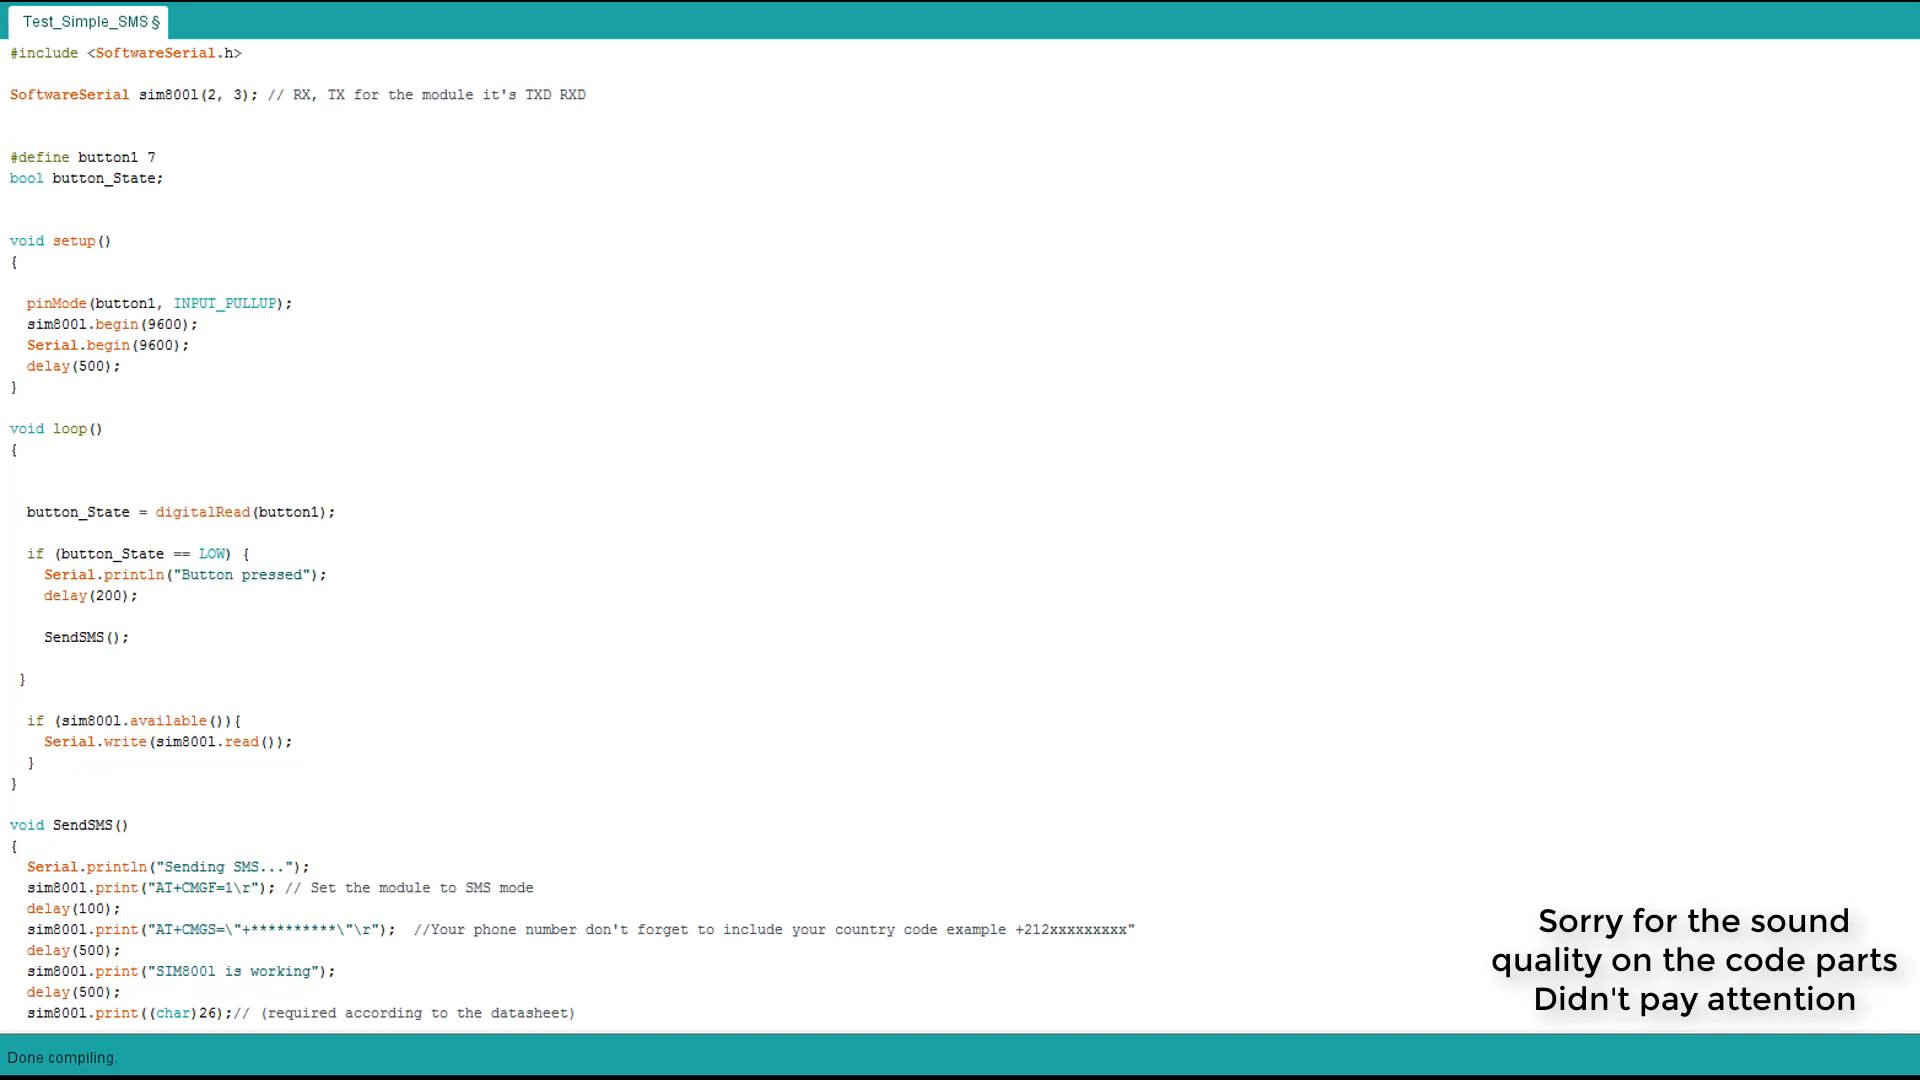 Test_Simple_SMS §
#include <SoftwareSerial.h>
SoftwareSerial sim800l(2, 3); // RX, TX for the module it's TXD RXD
#define button1 7
bool button_State;
void setup()
{
  pinMode(button1, INPUT_PULLUP);
  sim800l.begin(9600);
  Serial.begin(9600);
  delay(500);
}
void loop()
{
  button_State = digitalRead(button1);
  if (button_State == LOW) {
    Serial.println("Button pressed");
    delay(200);
    SendSMS();
 }
  if (sim800l.available()){
    Serial.write(sim800l.read());
  }
}
void SendSMS()
{
  Serial.println("Sending SMS...");
  sim800l.print("AT+CMGF=1\r"); // Set the module to SMS mode
  delay(100);
  sim800l.print("AT+CMGS=\"+**********\"\r");  //Your phone number don't forget to include your country code example +212xxxxxxxxx"
  delay(500);
  sim800l.print("SIM800l is working");
  delay(500);
  sim800l.print((char)26);// (required according to the datasheet)
Sorry for the sound
quality on the code parts
Didn't pay attention
Done compiling.